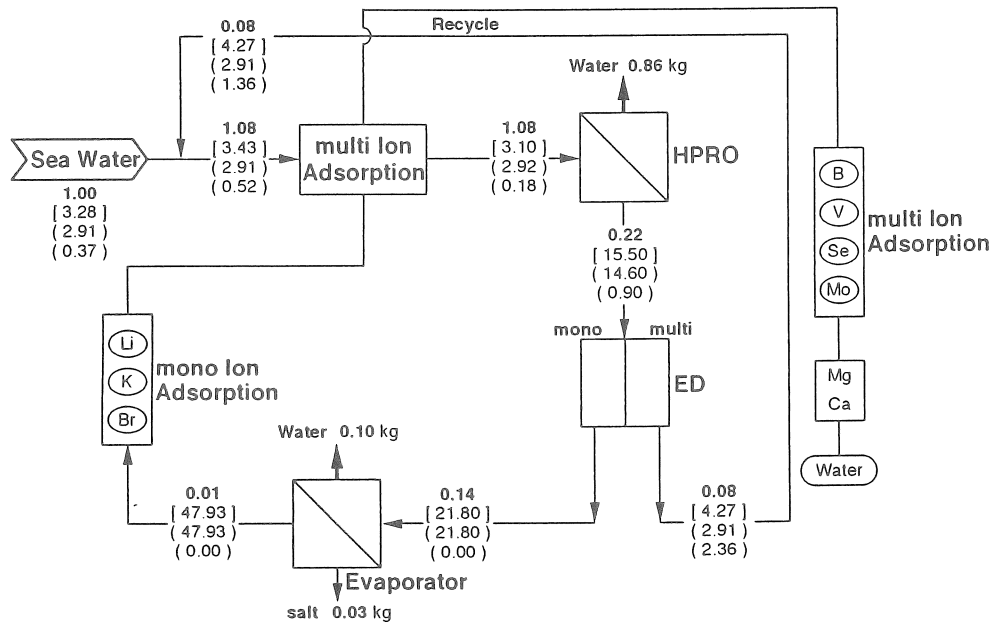 0.08
[ 4.27 ]
( 2.91 )
( 1.36 )
Recycle
Water 0.86 kg
Sea Water
1.00
[ 3.28 ]
( 2.91 )
( 0.37 )
1.08
[ 3.43 ]
( 2.91 )
( 0.52 )
multi Ion
Adsorption
1.08
[ 3.10 ]
( 2.92 )
( 0.18 )
HPRO
B
V
Se
Mo
multi Ion
Adsorption
0.22
[ 15.50 ]
( 14.60 )
( 0.90 )
mono multi
ED
Mg
Ca
Water
Li
K
Br
mono Ion
Adsorption
Water 0.10 kg
0.01
[ 47.93 ]
( 47.93 )
( 0.00 )
0.14
[ 21.80 ]
( 21.80 )
( 0.00 )
0.08
[ 4.27 ]
( 2.91 )
( 2.36 )
Evaporator
salt 0.03 kg